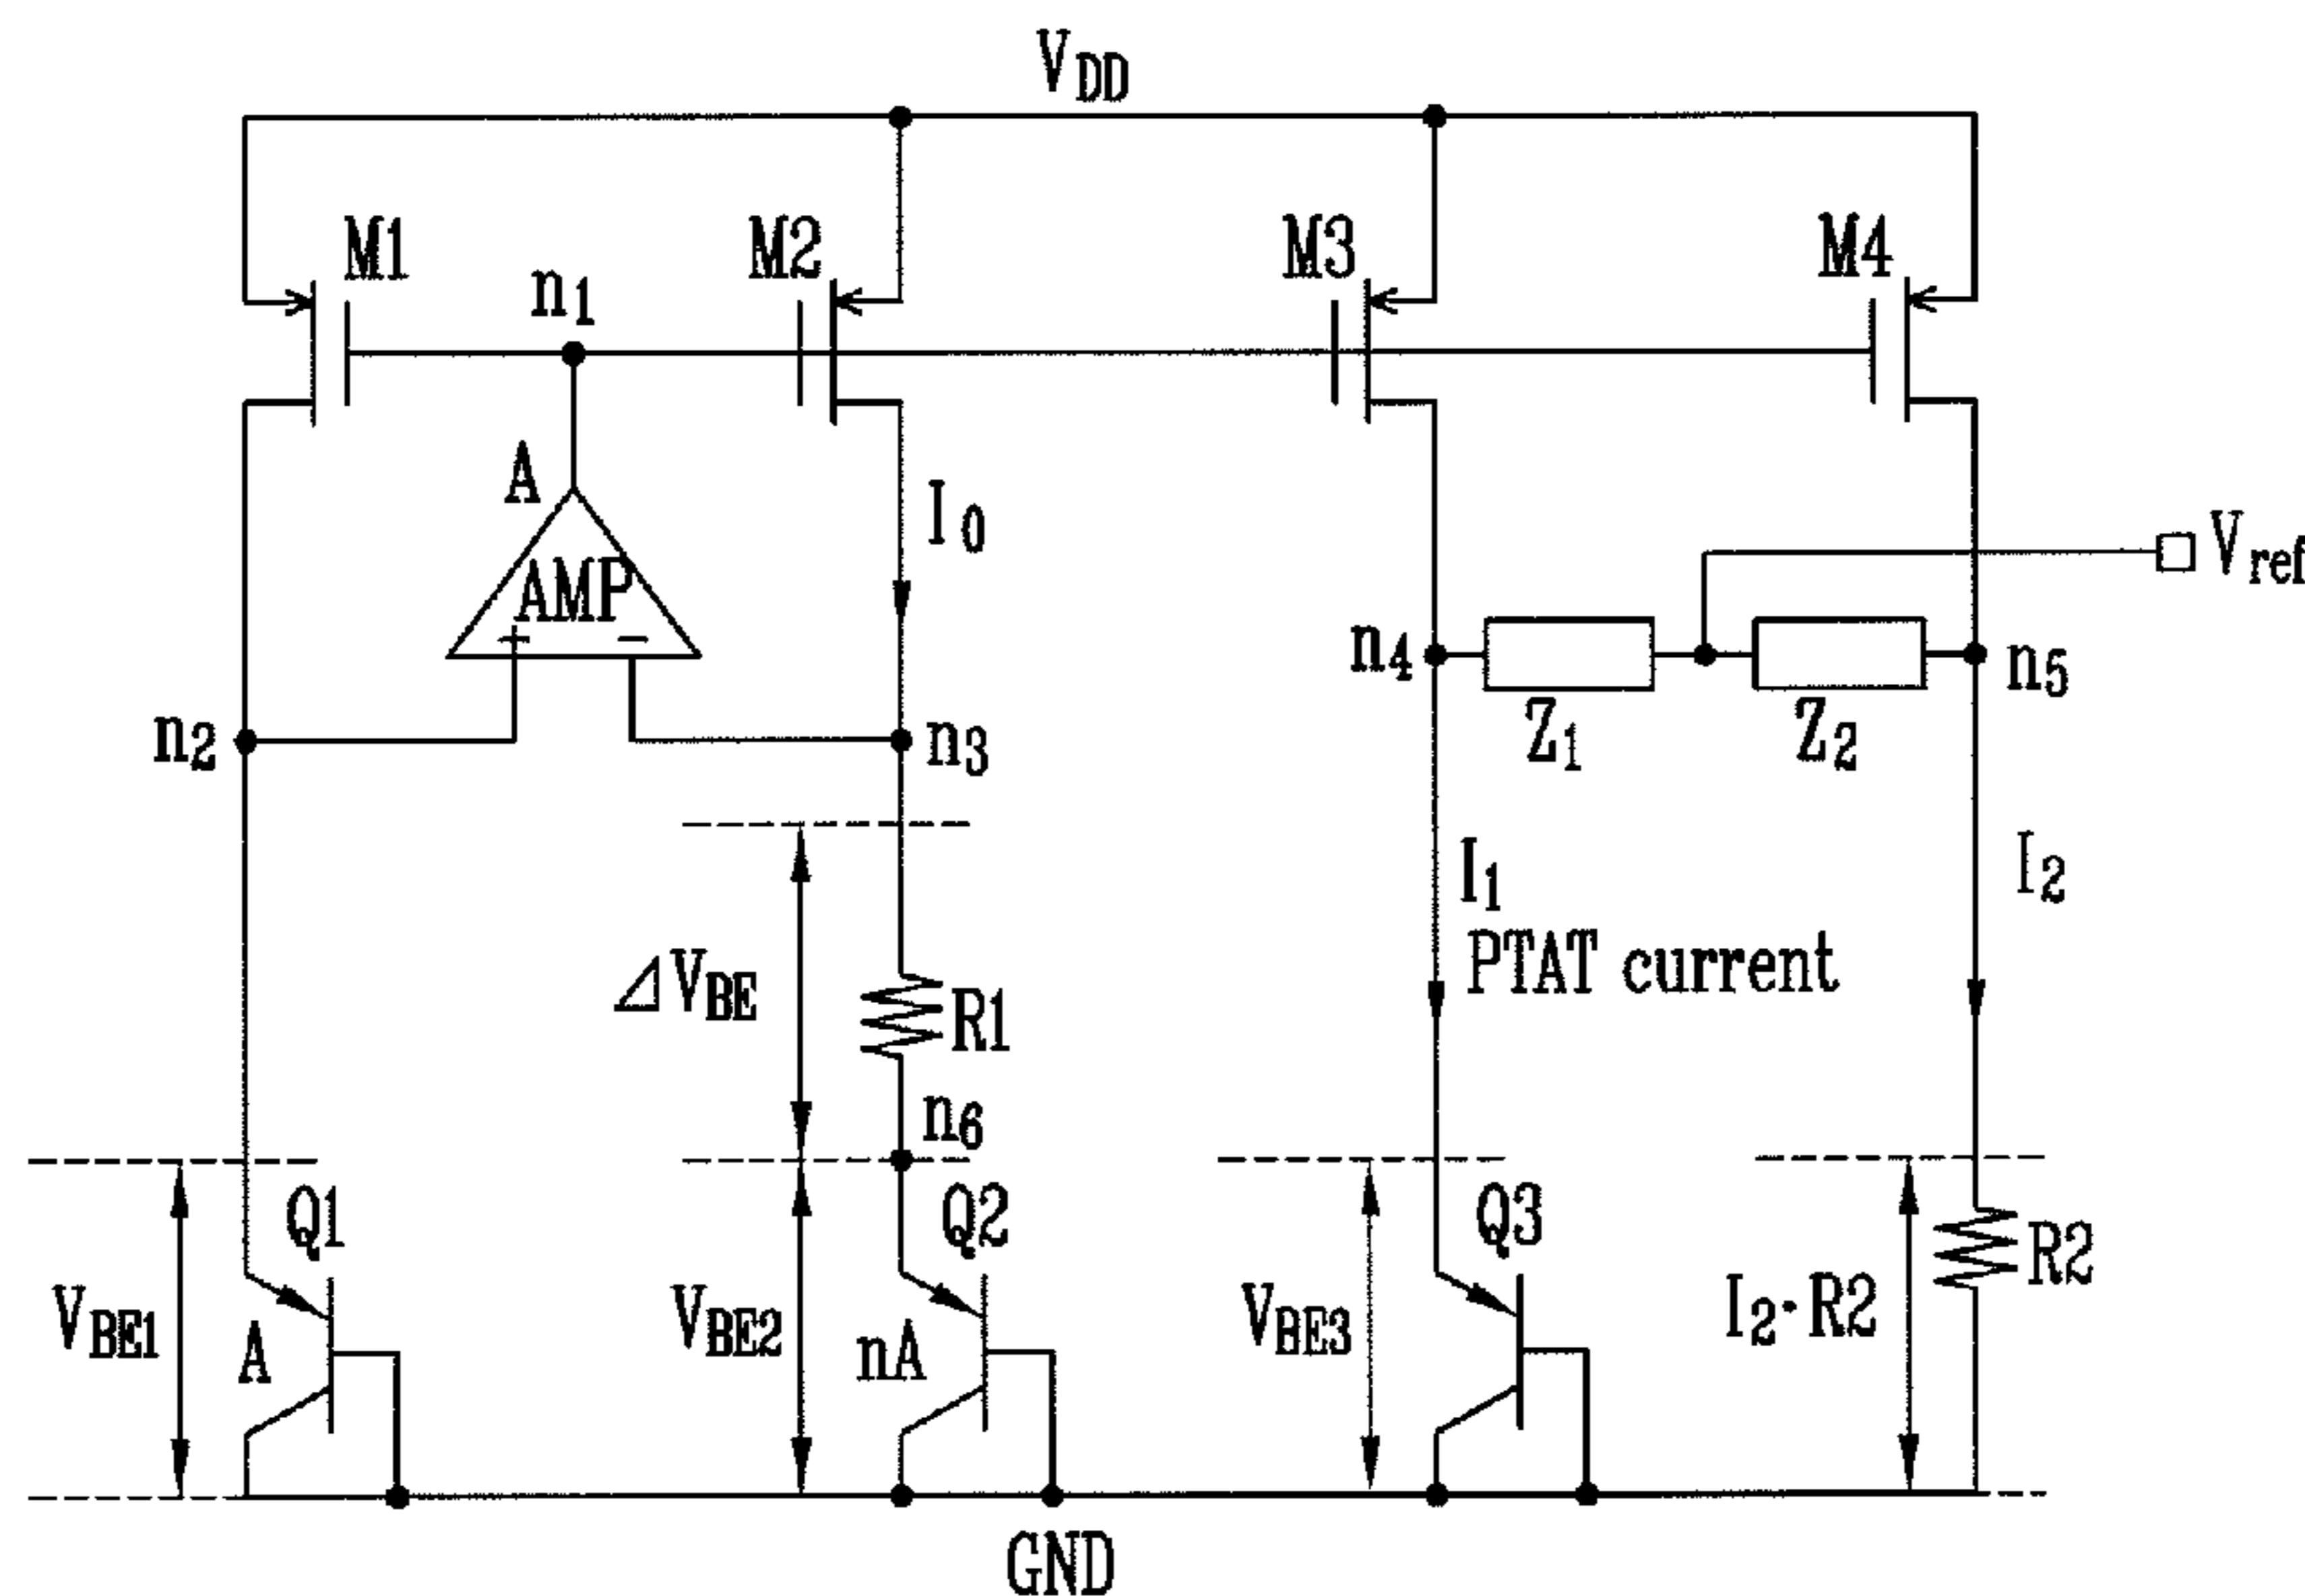 VDD
M1
M2
M3
M4
n1
A
AMP
+
−
I0
Vref
n4
n5
Z1
Z2
n2
n3
I1
I2
PTAT current
⊿VBE
R1
n6
Q1
Q2
Q3
R2
VBE1
A
VBE2
nA
VBE3
I2·R2
GND